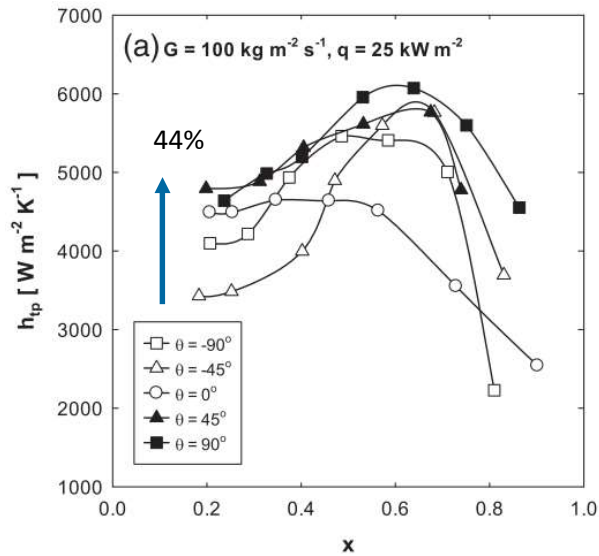 7000
(a) G = 100 kg m⁻² s⁻¹, q = 25 kW m⁻²
6000
44%
5000
4000
3000
2000
1000
h_tp [ W m⁻² K⁻¹ ]
θ = -90°
θ = -45°
θ = 0°
θ = 45°
θ = 90°
0.0 0.2 0.4 0.6 0.8 1.0
x